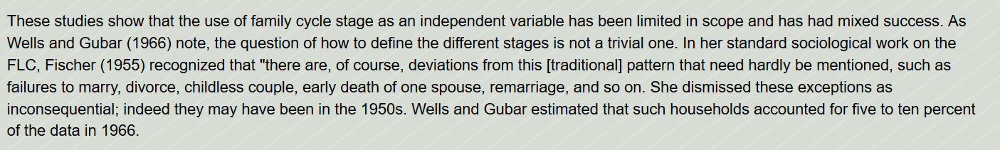 These studies show that the use of family cycle stage as an independent variable has been limited in scope and has had mixed success. As
Wells and Gubar (1966) note, the question of how to define the different stages is not a trivial one. In her standard sociological work on the
FLC, Fischer (1955) recognized that "there are, of course, deviations from this [traditional] pattern that need hardly be mentioned, such as
failures to marry, divorce, childless couple, early death of one spouse, remarriage, and so on. She dismissed these exceptions as
inconsequential; indeed they may have been in the 1950s. Wells and Gubar estimated that such households accounted for five to ten percent
of the data in 1966.